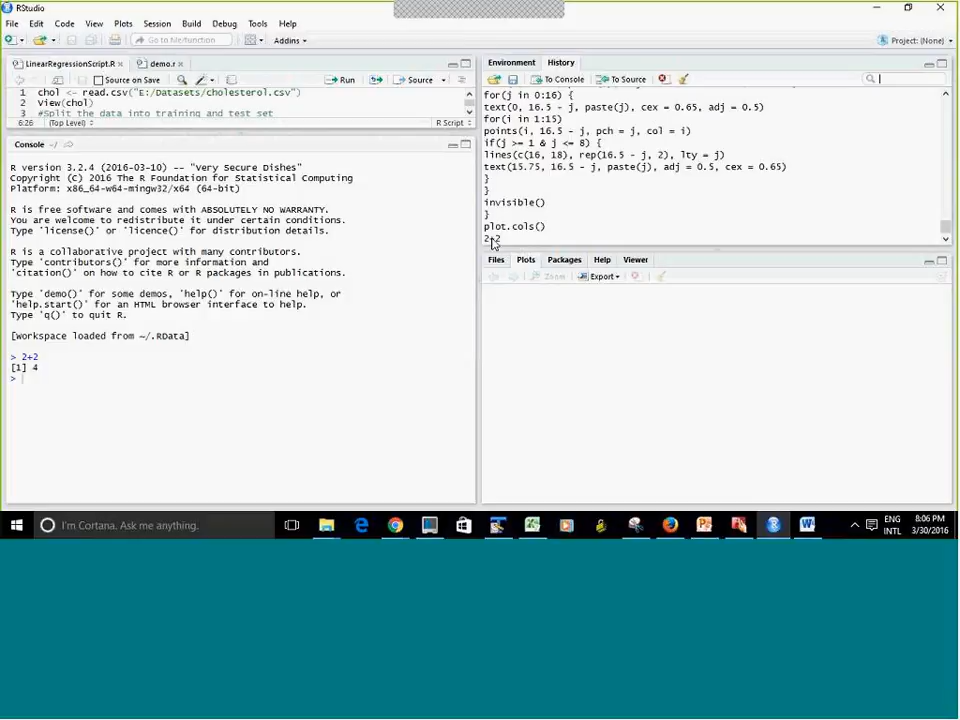 RStudio
File Edit Code View Plots Session Build Debug Tools Help
Go to file/function Addins Project: (None)
LinearRegressionScript.R demo.r
Source on Save Run Source
1 chol <- read.csv("E:/Datasets/cholesterol.csv")
2 View(chol)
3 #Split the data into training and test set
6:26 (Top Level) R Script
Console ~/
R version 3.2.4 (2016-03-10) -- "Very Secure Dishes"
Copyright (C) 2016 The R Foundation for Statistical Computing
Platform: x86_64-w64-mingw32/x64 (64-bit)
R is free software and comes with ABSOLUTELY NO WARRANTY.
You are welcome to redistribute it under certain conditions.
Type 'license()' or 'licence()' for distribution details.
R is a collaborative project with many contributors.
Type 'contributors()' for more information and
'citation()' on how to cite R or R packages in publications.
Type 'demo()' for some demos, 'help()' for on-line help, or
'help.start()' for an HTML browser interface to help.
Type 'q()' to quit R.
[workspace loaded from ~/.RData]
> 2+2
[1] 4
>
Environment History
To Console To Source
for(j in 0:16) {
text(0, 16.5 - j, paste(j), cex = 0.65, adj = 0.5)
for(i in 1:15)
points(i, 16.5 - j, pch = j, col = i)
if(j >= 1 & j <= 8) {
lines(c(16, 18), rep(16.5 - j, 2), lty = j)
text(15.75, 16.5 - j, paste(j), adj = 0.5, cex = 0.65)
}
}
invisible()
}
plot.cols()
2+2
Files Plots Packages Help Viewer
Zoom Export
I'm Cortana. Ask me anything.
ENG 8:06 PM
INTL 3/30/2016